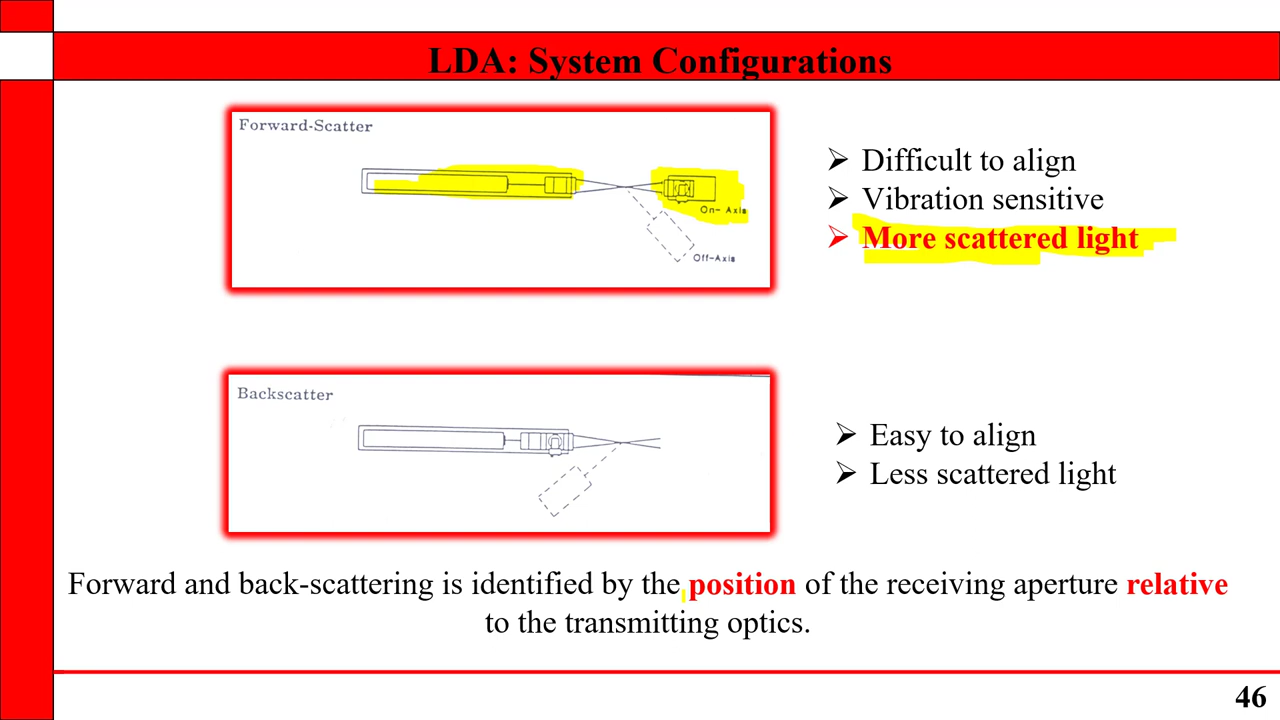 LDA: System Configurations
Forward-Scatter
On- Axis
Off-Axis
➢ Difficult to align
➢ Vibration sensitive
➢ More scattered light
Backscatter
➢ Easy to align
➢ Less scattered light
Forward and back-scattering is identified by the position of the receiving aperture relative
to the transmitting optics.
46